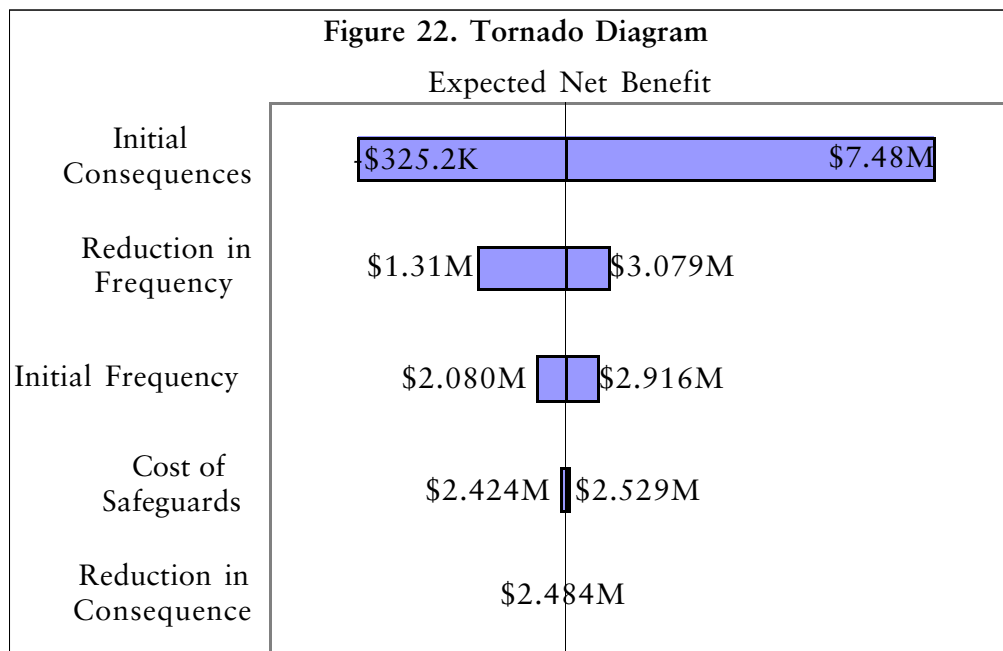 Figure 22. Tornado Diagram
Expected Net Benefit
Initial
Consequences
-$325.2K
$7.48M
Reduction in
Frequency
$1.31M
$3.079M
Initial Frequency
$2.080M
$2.916M
Cost of
Safeguards
$2.424M
$2.529M
Reduction in
Consequence
$2.484M